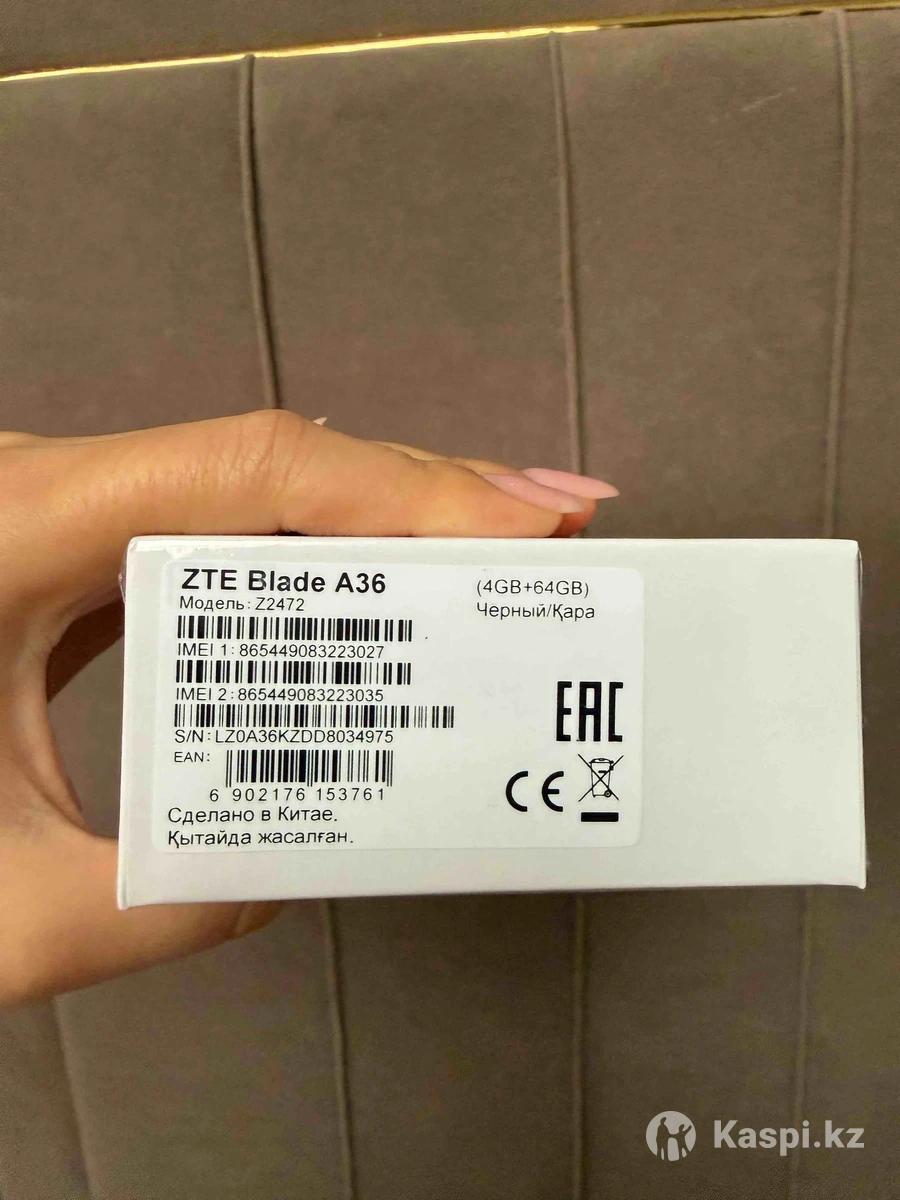 ZTE Blade A36
(4GB+64GB)
Модель: Z2472
Черный/Қара
IMEI 1: 865449083223027
IMEI 2: 865449083223035
S/N: LZ0A36KZDD8034975
EAN:
6 902176 153761
EAC
CE
Сделано в Китае.
Қытайда жасалған.
Kaspi.kz